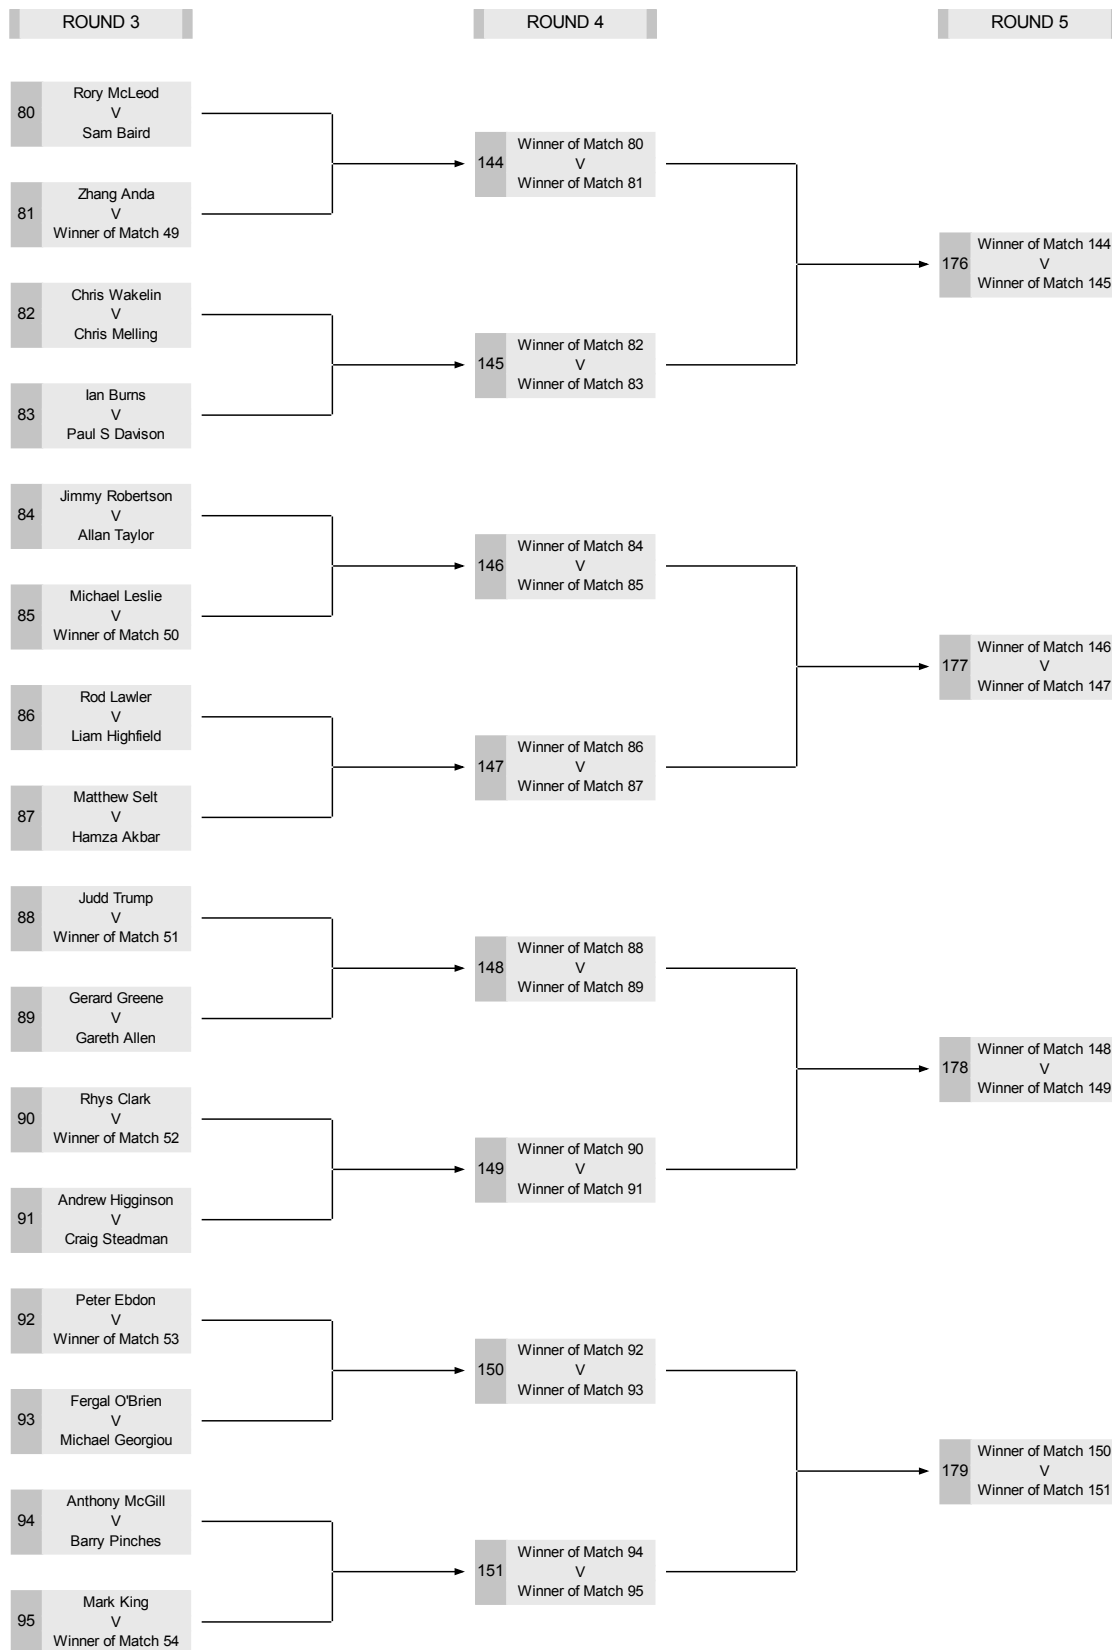 ROUND 3
ROUND 4
ROUND 5
80
Rory McLeod
V
Sam Baird
81
Zhang Anda
V
Winner of Match 49
82
Chris Wakelin
V
Chris Melling
83
Ian Burns
V
Paul S Davison
84
Jimmy Robertson
V
Allan Taylor
85
Michael Leslie
V
Winner of Match 50
86
Rod Lawler
V
Liam Highfield
87
Matthew Selt
V
Hamza Akbar
88
Judd Trump
V
Winner of Match 51
89
Gerard Greene
V
Gareth Allen
90
Rhys Clark
V
Winner of Match 52
91
Andrew Higginson
V
Craig Steadman
92
Peter Ebdon
V
Winner of Match 53
93
Fergal O'Brien
V
Michael Georgiou
94
Anthony McGill
V
Barry Pinches
95
Mark King
V
Winner of Match 54
144
Winner of Match 80
V
Winner of Match 81
145
Winner of Match 82
V
Winner of Match 83
146
Winner of Match 84
V
Winner of Match 85
147
Winner of Match 86
V
Winner of Match 87
148
Winner of Match 88
V
Winner of Match 89
149
Winner of Match 90
V
Winner of Match 91
150
Winner of Match 92
V
Winner of Match 93
151
Winner of Match 94
V
Winner of Match 95
176
Winner of Match 144
V
Winner of Match 145
177
Winner of Match 146
V
Winner of Match 147
178
Winner of Match 148
V
Winner of Match 149
179
Winner of Match 150
V
Winner of Match 151